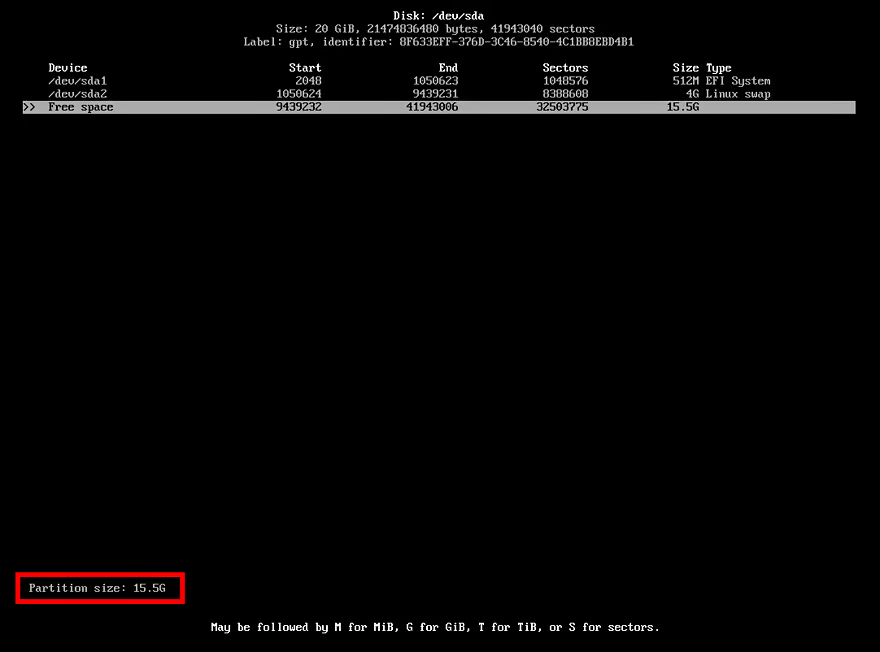 Disk: /dev/sda
Size: 20 GiB, 21474836480 bytes, 41943040 sectors
Label: gpt, identifier: 8F633EFF-376D-3C46-8540-4C1BB8EBD4B1
Device Start End Sectors Size Type
/dev/sda1 2048 1050623 1048576 512M EFI System
/dev/sda2 1050624 9439231 8388608 4G Linux swap
>> Free space 9439232 41943006 32503775 15.5G
Partition size: 15.5G
May be followed by M for MiB, G for GiB, T for TiB, or S for sectors.